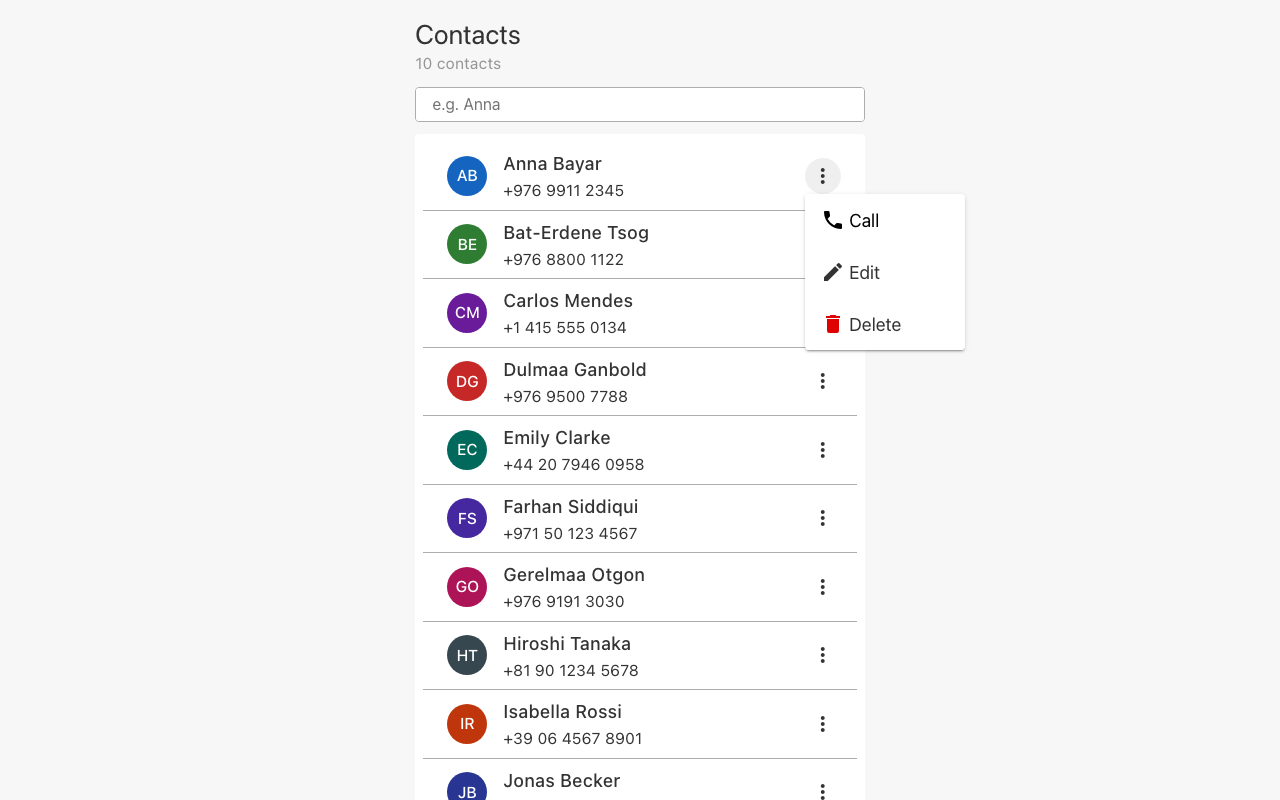 Contacts
10 contacts
e.g. Anna
AB
Anna Bayar
+976 9911 2345
Call
Edit
Delete
BE
Bat-Erdene Tsog
+976 8800 1122
CM
Carlos Mendes
+1 415 555 0134
DG
Dulmaa Ganbold
+976 9500 7788
EC
Emily Clarke
+44 20 7946 0958
FS
Farhan Siddiqui
+971 50 123 4567
GO
Gerelmaa Otgon
+976 9191 3030
HT
Hiroshi Tanaka
+81 90 1234 5678
IR
Isabella Rossi
+39 06 4567 8901
JB
Jonas Becker